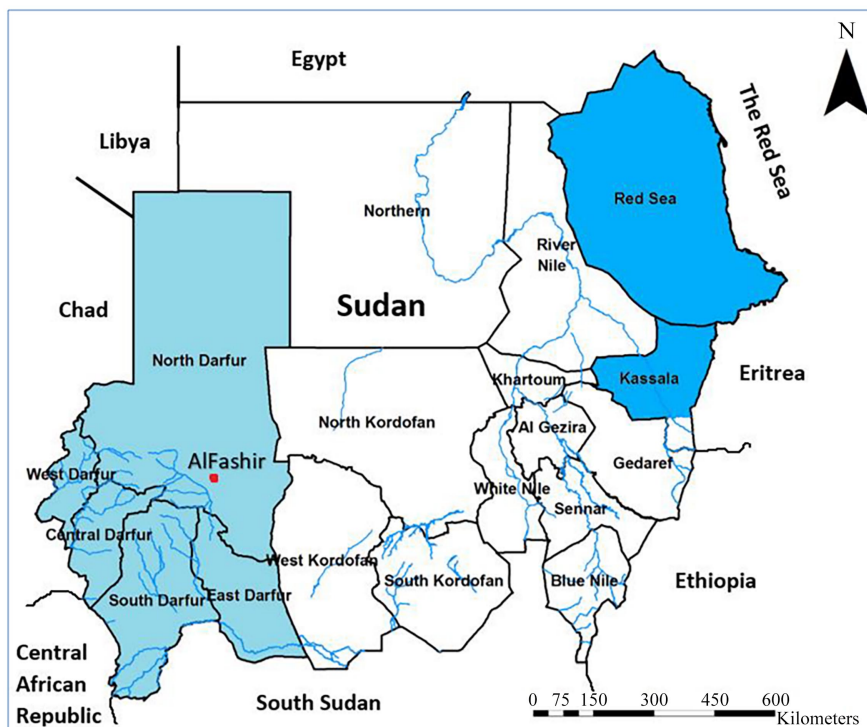 Egypt
N
Libya
The Red Sea
Northern
Red Sea
River
Nile
Chad
Sudan
North Darfur
Khartoum
Kassala
Eritrea
North Kordofan
Al Gezira
AlFashir
Gedaref
West Darfur
White Nile
Sennar
Central Darfur
West Kordofan
South Kordofan
Blue Nile
Ethiopia
South Darfur
East Darfur
Central
African
Republic
South Sudan
0 75 150 300 450 600
Kilometers